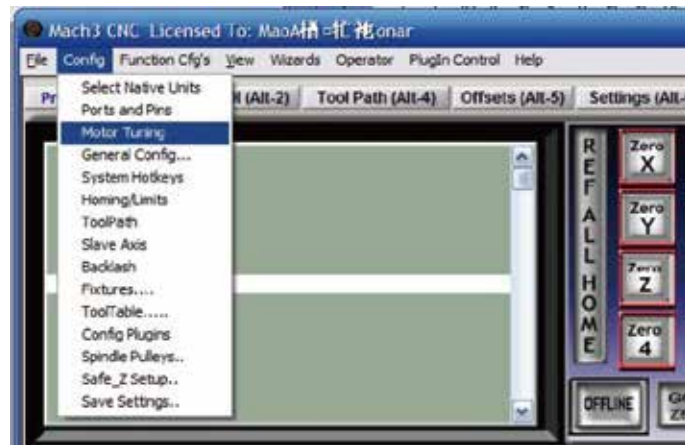 Mach3 CNC Licensed To:
File Config Function Cfg's View Wizards Operator PlugIn Control Help
(Alt-2) Tool Path (Alt-4) Offsets (Alt-5) Settings (Alt-
Select Native Units
Ports and Pins
Motor Tuning
General Config...
System Hotkeys
Homing/Limits
ToolPath
Slave Axis
Backlash
Fixtures....
ToolTable.....
Config Plugins
Spindle Pulleys..
Safe_Z Setup..
Save Settings..
REF ALL HOME
Zero
X
Zero
Y
Zero
Z
Zero
4
OFFLINE